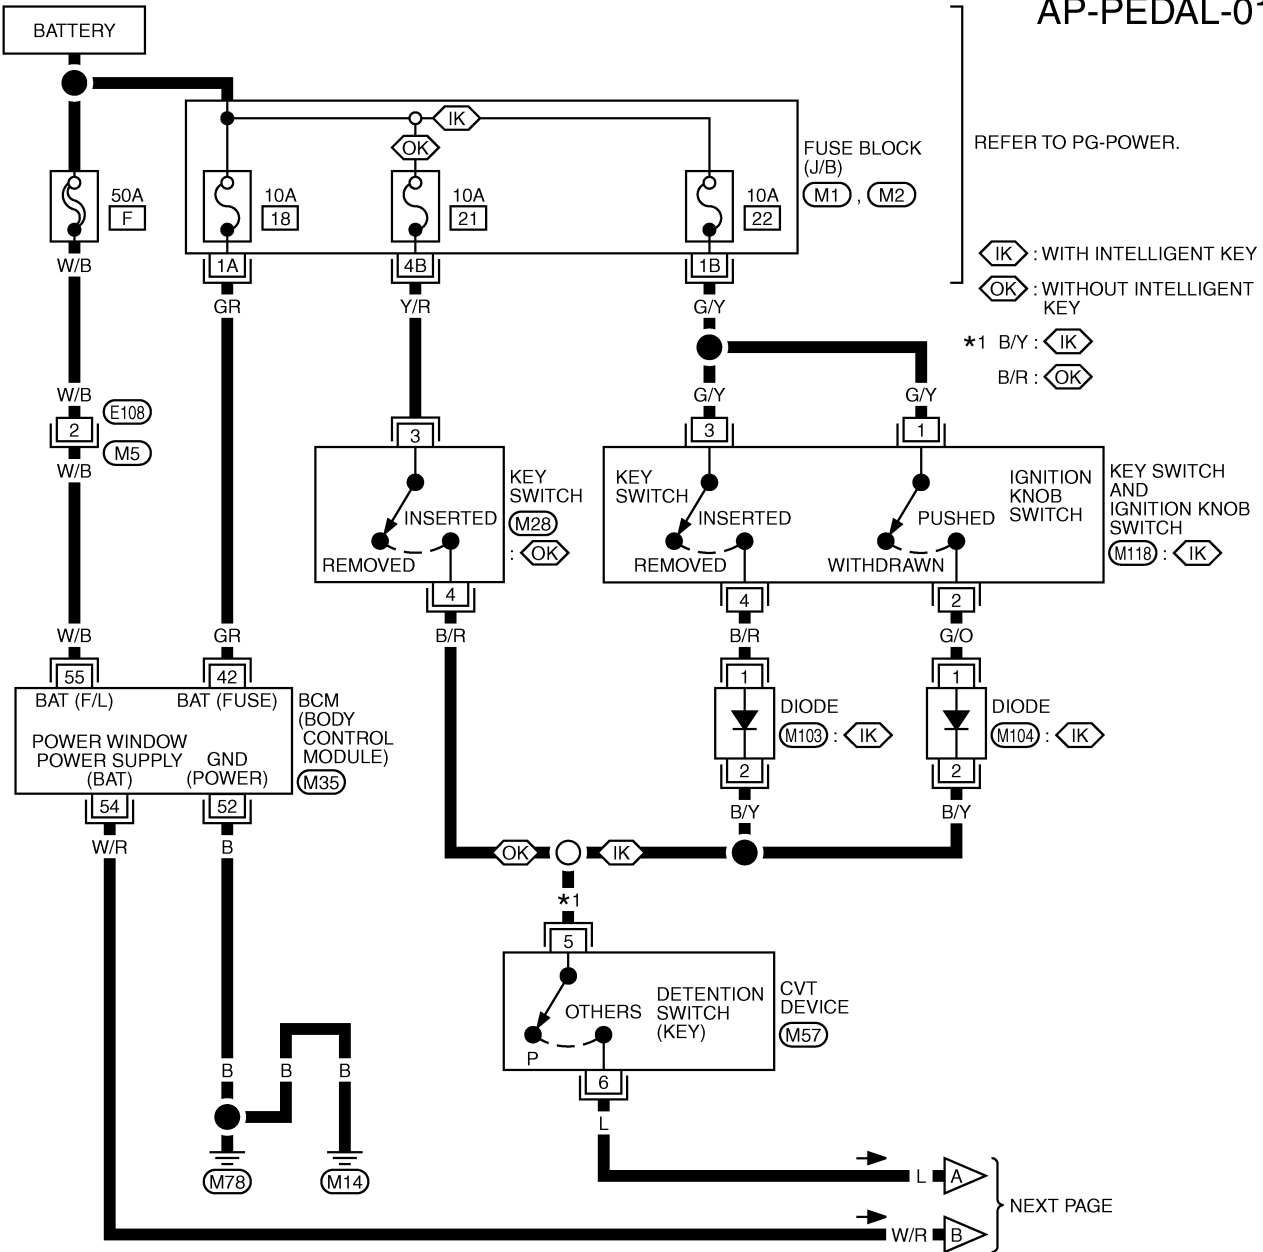 AP-PEDAL-01
BATTERY
REFER TO PG-POWER.
IK
OK
FUSE BLOCK
(J/B)
M1 , M2
50A
F
10A
18
10A
21
10A
22
1A
4B
1B
IK : WITH INTELLIGENT KEY
OK : WITHOUT INTELLIGENT
KEY
*1 B/Y : IK
B/R : OK
W/B
GR
Y/R
G/Y
W/B
E108
2
M5
W/B
G/Y
G/Y
3
3
1
KEY
SWITCH
M28
: OK
INSERTED
REMOVED
KEY
SWITCH
INSERTED
REMOVED
IGNITION
KNOB
SWITCH
PUSHED
WITHDRAWN
KEY SWITCH
AND
IGNITION KNOB
SWITCH
M118 : IK
4
4
2
W/B
GR
B/R
B/R
G/O
55
42
1
1
BAT (F/L)
BAT (FUSE)
POWER WINDOW
POWER SUPPLY
(BAT)
GND
(POWER)
BCM
(BODY
CONTROL
MODULE)
M35
DIODE
M103 : IK
DIODE
M104 : IK
2
2
54
52
W/R
B
B/Y
B/Y
OK
IK
*1
5
DETENTION
SWITCH
(KEY)
OTHERS
P
CVT
DEVICE
M57
6
B
B
B
L
M78
M14
L
A
W/R
B
NEXT PAGE